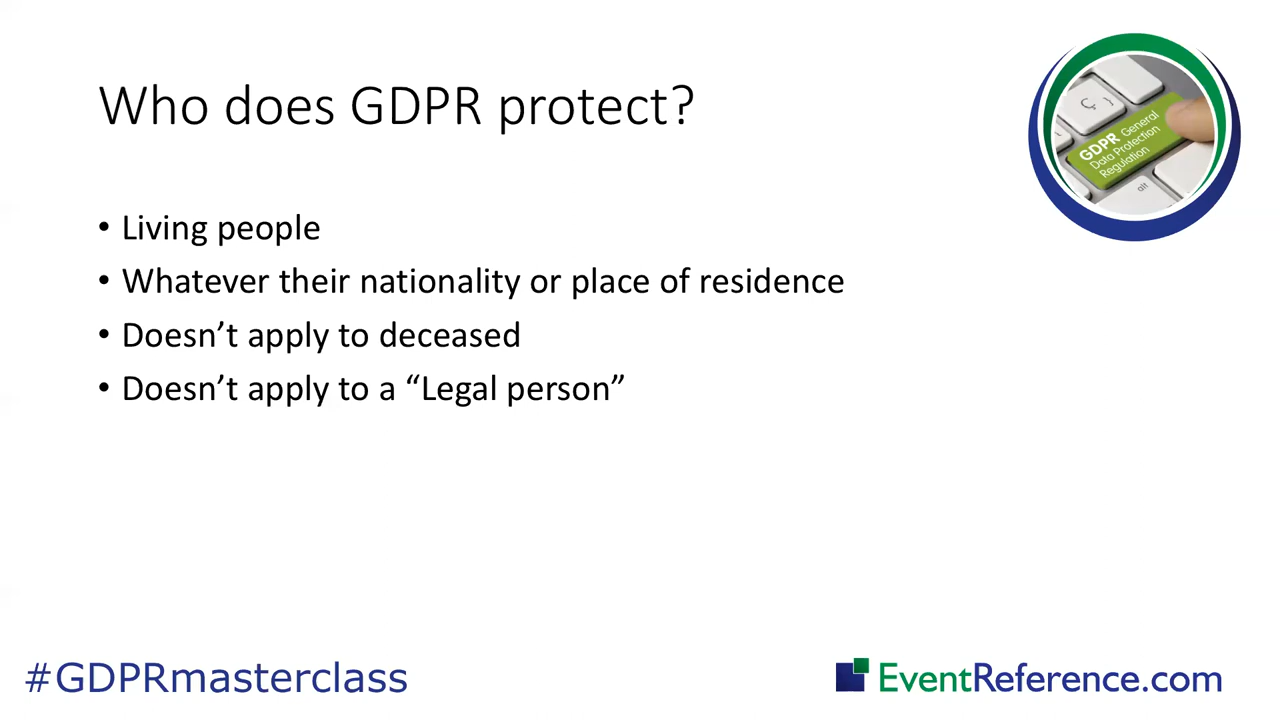 Who does GDPR protect?
GDPR General
Data Protection
Regulation
alt
• Living people
• Whatever their nationality or place of residence
• Doesn’t apply to deceased
• Doesn’t apply to a “Legal person”
#GDPRmasterclass
EventReference.com